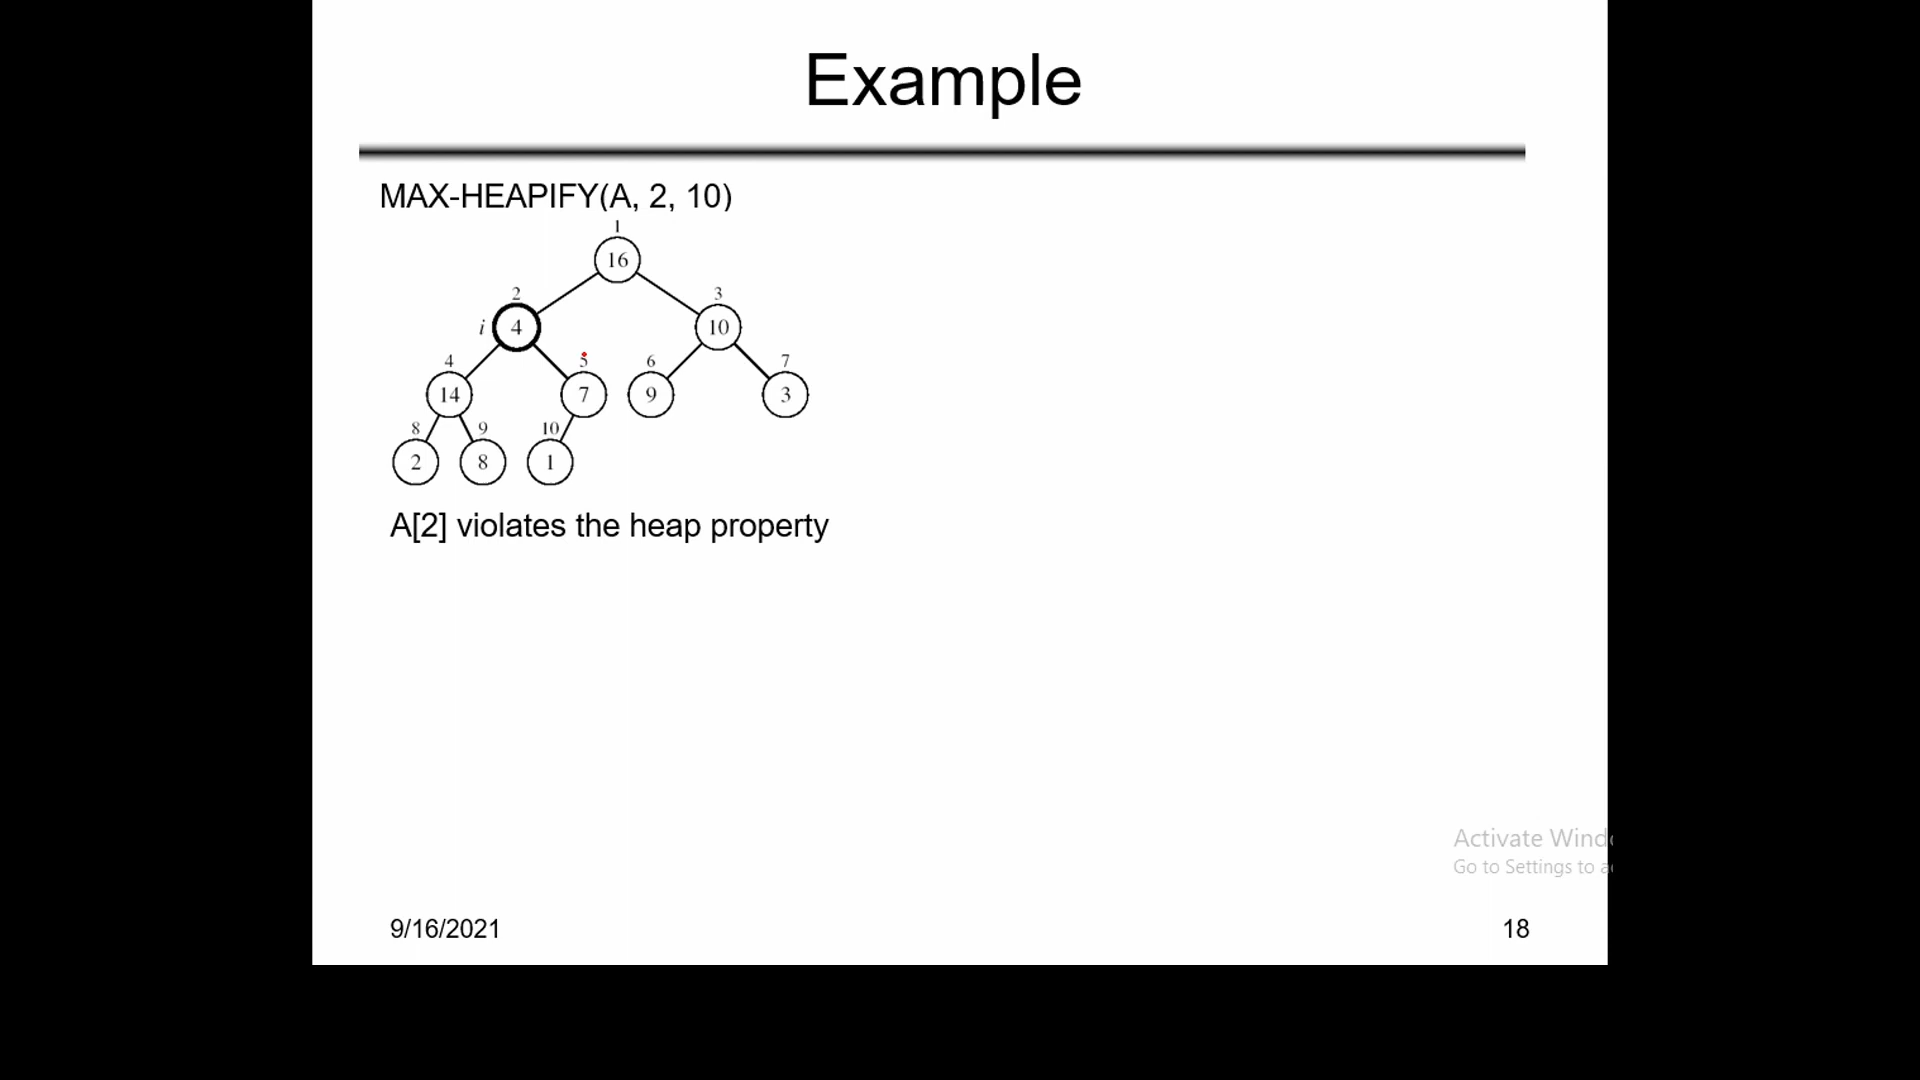 Example
MAX-HEAPIFY(A, 2, 10)
1
16
2 3
i 4 10
4 5 6 7
14 7 9 3
8 9 10
2 8 1
A[2] violates the heap property
Activate Wind
Go to Settings to a
9/16/2021 18